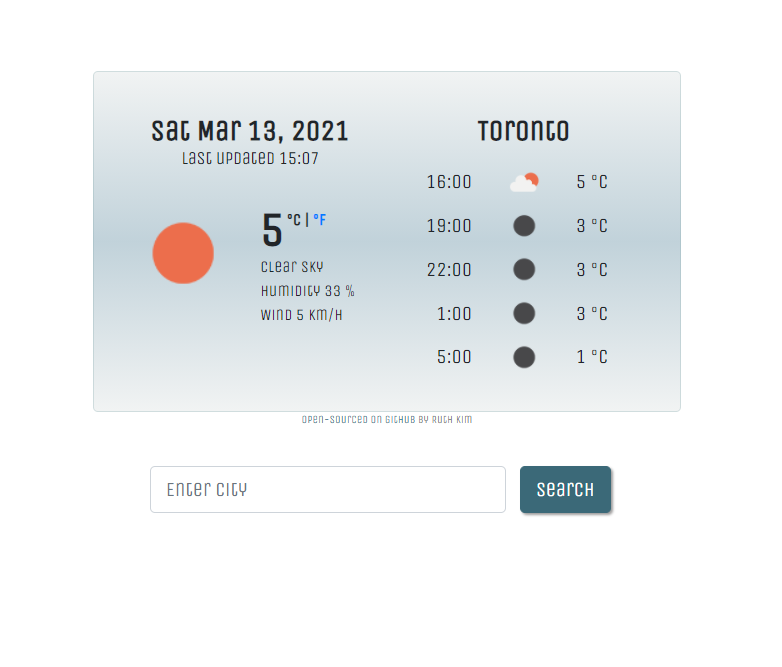 Sat Mar 13, 2021
Last updated 15:07
5 °C | °F
Clear Sky
Humidity 33 %
Wind 5 km/h
Toronto
16:00 5 °C
19:00 3 °C
22:00 3 °C
1:00 3 °C
5:00 1 °C
Open-sourced on GitHub by Ruth Kim
Enter City
Search